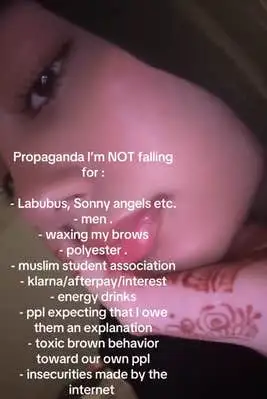 Propaganda I'm NOT falling
for :
- Labubus, Sonny angels etc.
- men .
- waxing my brows
- polyester .
- muslim student association
- klarna/afterpay/interest
- energy drinks
- ppl expecting that I owe
them an explanation
- toxic brown behavior
toward our own ppl
- insecurities made by the
internet